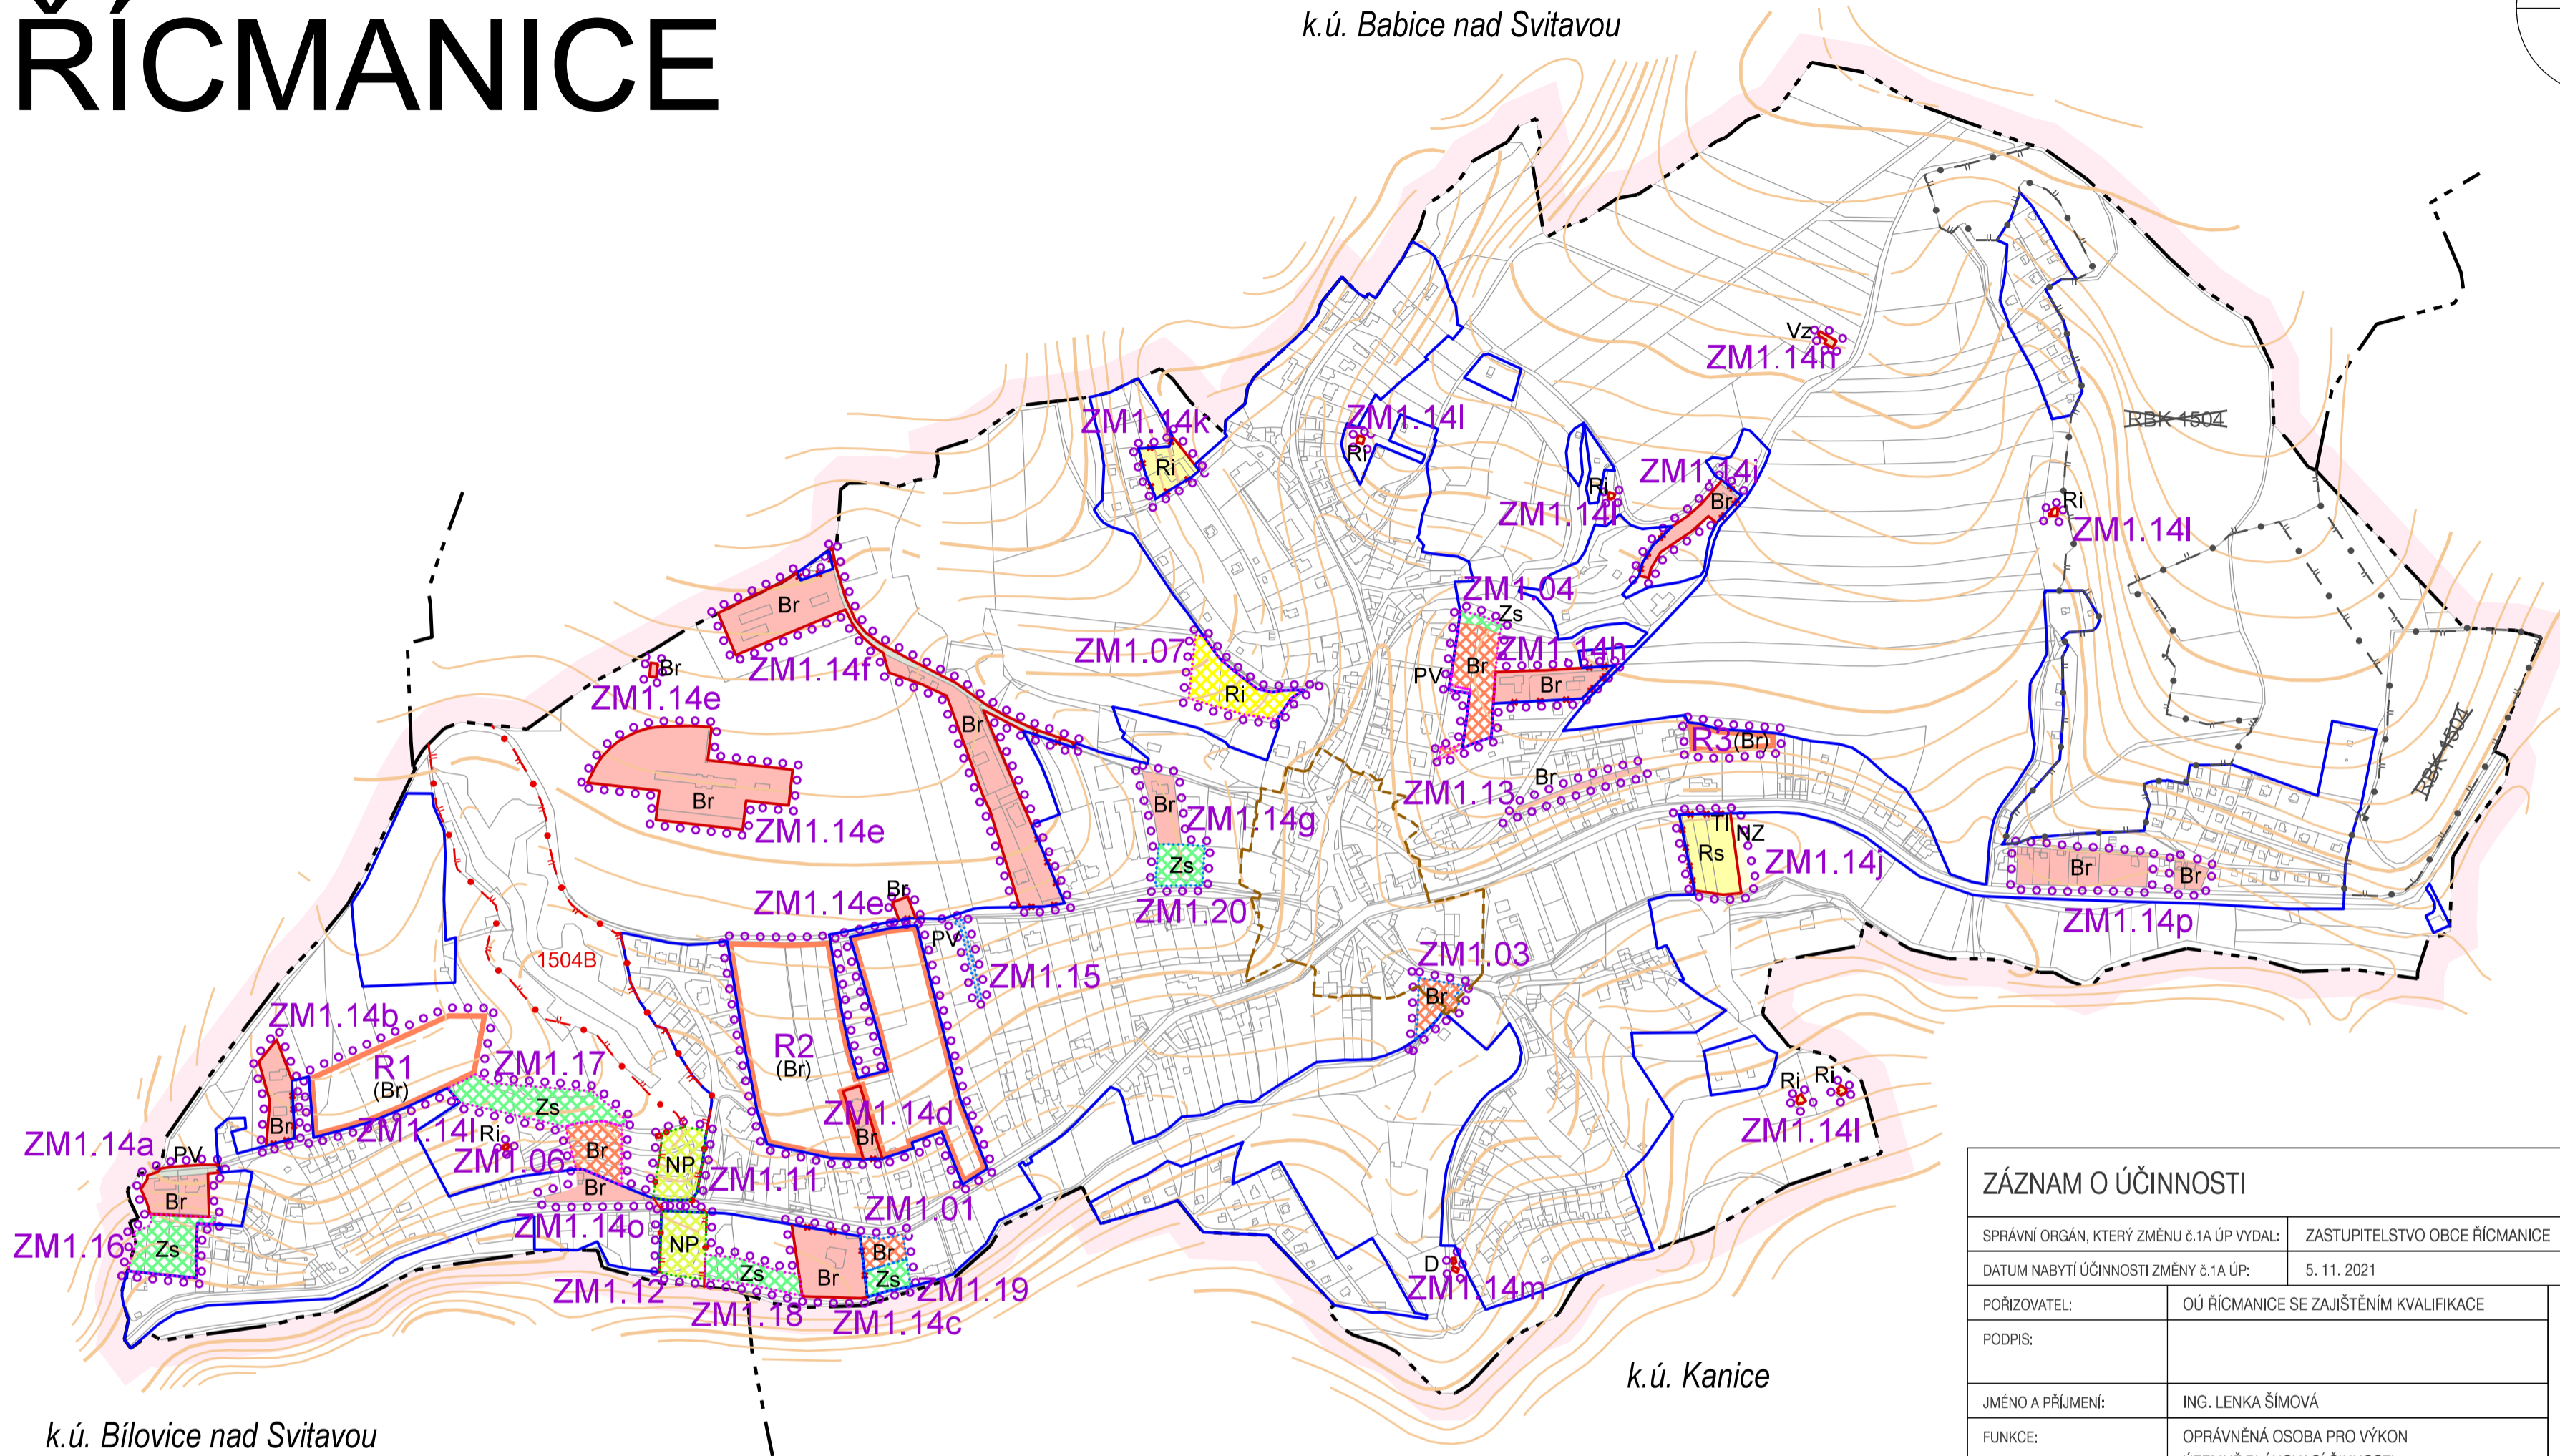 ŘÍCMANICE
k.ú. Babice nad Svitavou
Vz
ZM1.14n
ZM1.14k
Ri
ZM1.14l
Ri
RBK 1504
ZM1.14i
Br
Ri
ZM1.14l
Ri
ZM1.14l
ZM1.04
Zs
Br
ZM1.14f
Br
ZM1.14e
ZM1.07
Ri
ZM1.14h
PV
Br
Br
Br
R3 (Br)
RBK 1504
Br
ZM1.13
Br
ZM1.14e
Br
ZM1.14g
Zs
ZM1.20
TI
NZ
Rs
ZM1.14j
Br
Br
ZM1.14p
Br
ZM1.14e
PV
ZM1.15
1504B
ZM1.03
Br
ZM1.14b
R1
(Br)
Br
ZM1.17
Zs
R2
(Br)
ZM1.14d
Br
Ri
Ri
ZM1.14l
ZM1.14l
Ri
ZM1.06
Br
NP
ZM1.11
ZM1.14a
PV
Br
Br
ZM1.14o
ZM1.01
Br
ZM1.16
Zs
NP
ZM1.12
Zs
ZM1.18
Br
Zs
ZM1.19
ZM1.14c
D
ZM1.14m
k.ú. Kanice
k.ú. Bílovice nad Svitavou
ZÁZNAM O ÚČINNOSTI
SPRÁVNÍ ORGÁN, KTERÝ ZMĚNU č.1A ÚP VYDAL: ZASTUPITELSTVO OBCE ŘÍCMANICE
DATUM NABYTÍ ÚČINNOSTI ZMĚNY č.1A ÚP: 5. 11. 2021
POŘIZOVATEL: OÚ ŘÍCMANICE SE ZAJIŠTĚNÍM KVALIFIKACE
PODPIS:
JMÉNO A PŘÍJMENÍ: ING. LENKA ŠÍMOVÁ
FUNKCE: OPRÁVNĚNÁ OSOBA PRO VÝKON